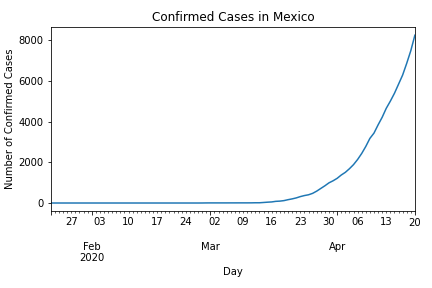 Confirmed Cases in Mexico
Number of Confirmed Cases
8000
6000
4000
2000
0
27 03 10 17 24 02 09 16 23 30 06 13 20
Feb Mar Apr
2020
Day